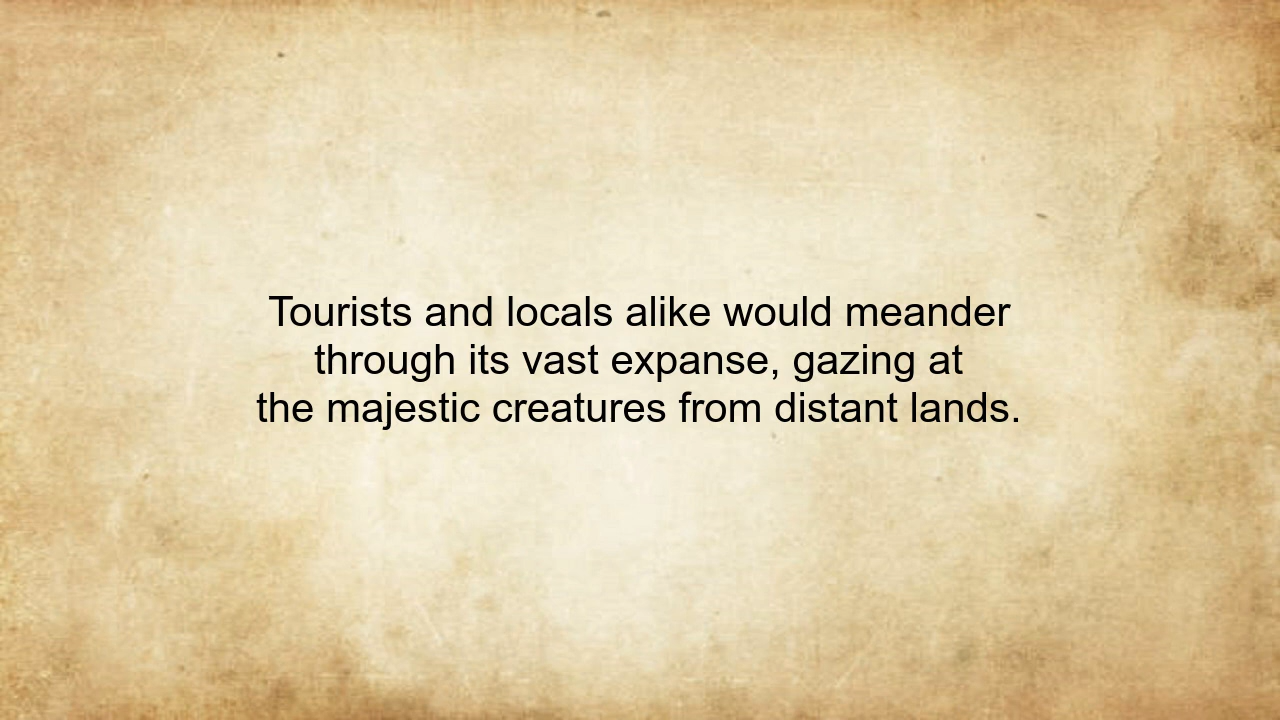 Tourists and locals alike would meander
through its vast expanse, gazing at
the majestic creatures from distant lands.